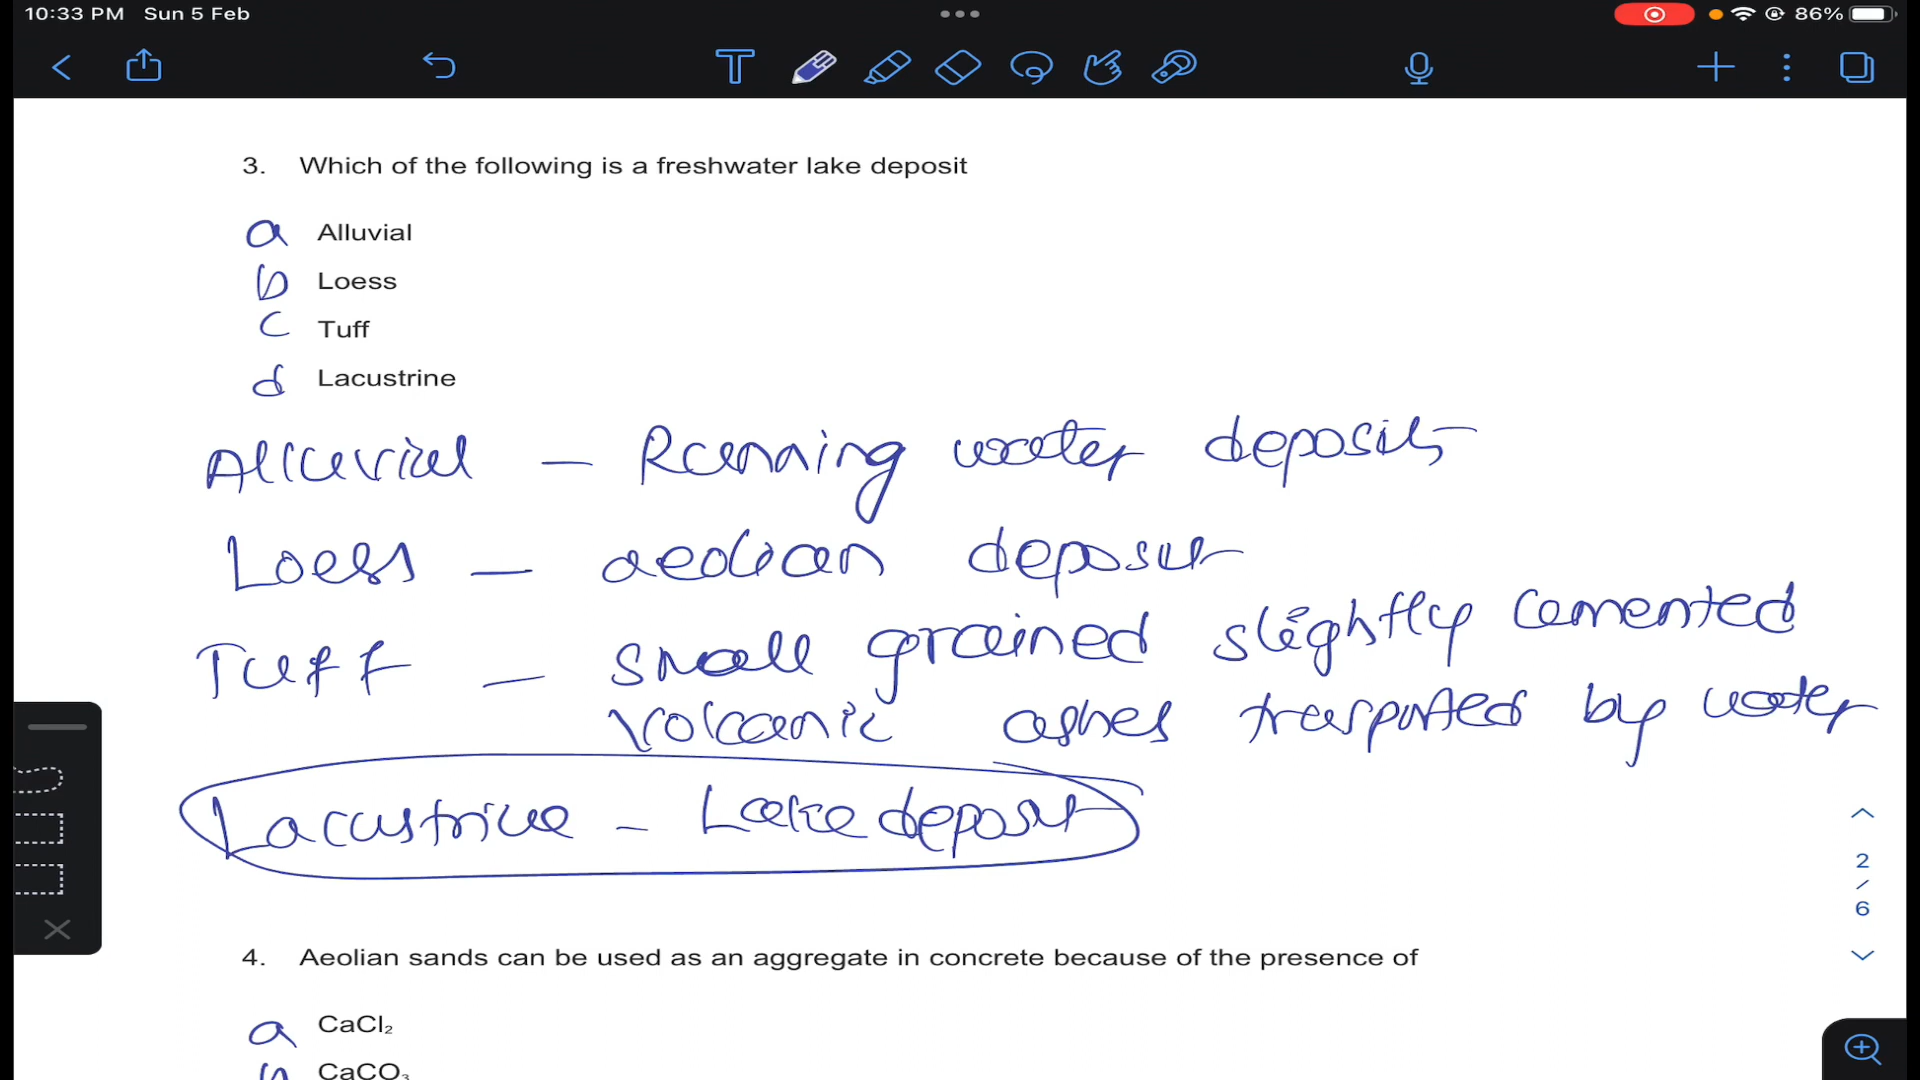 10:33 PM Sun 5 Feb
86%
3. Which of the following is a freshwater lake deposit
a Alluvial
b Loess
c Tuff
d Lacustrine
Alluvial – Running water deposits
Loess – aeolian deposit
Tuff – small grained slightly cemented
volcanic ashes trasported by water
Lacustrine – Lake deposit
2
/
6
4. Aeolian sands can be used as an aggregate in concrete because of the presence of
a CaCl₂
b CaCO₃